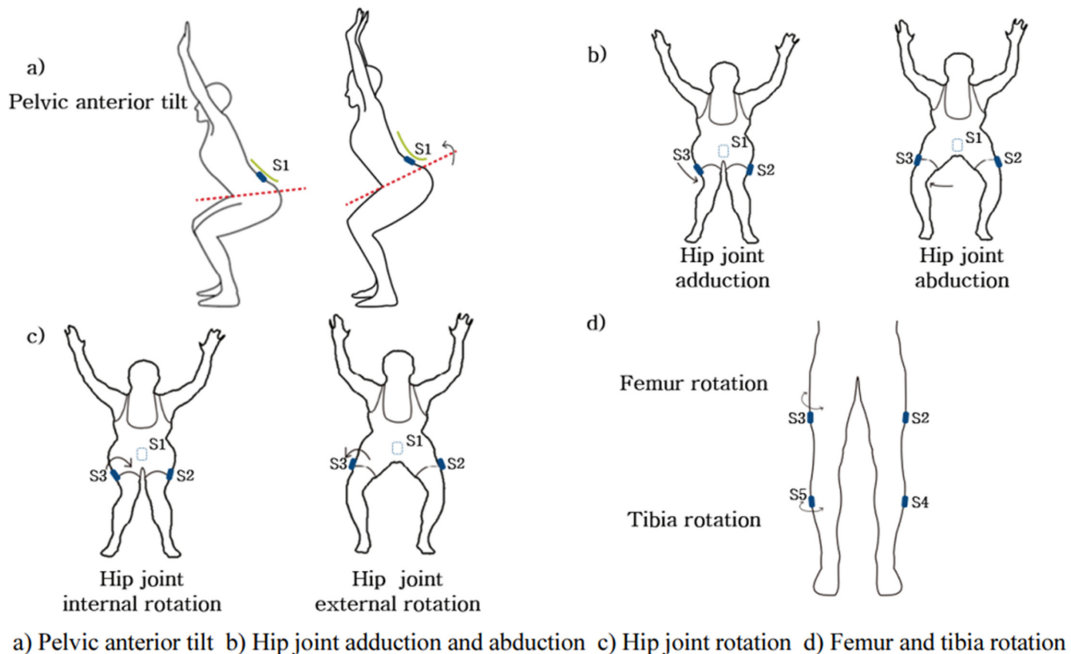 a)
Pelvic anterior tilt
S1
S1
b)
S1
S3
S2
Hip joint
adduction
S1
S3
S2
Hip joint
abduction
c)
S1
S3
S2
Hip joint
internal rotation
S1
S3
S2
Hip joint
external rotation
d)
Femur rotation
S3
S2
S5
S4
Tibia rotation
a) Pelvic anterior tilt b) Hip joint adduction and abduction c) Hip joint rotation d) Femur and tibia rotation